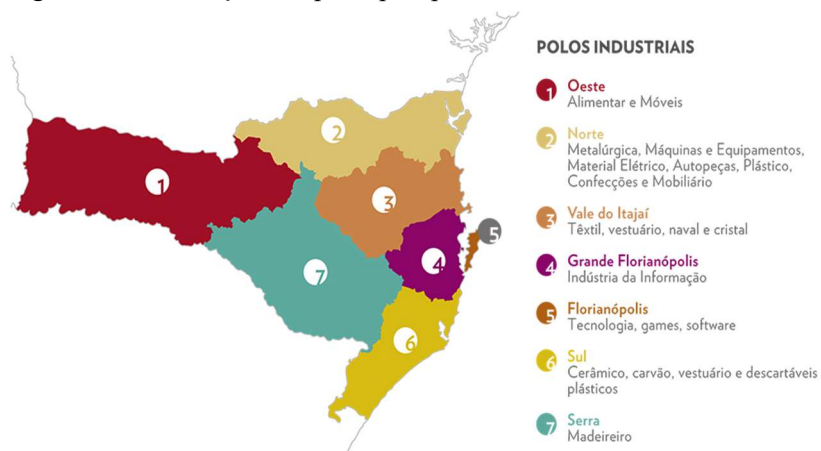 POLOS INDUSTRIAIS
1 Oeste
Alimentar e Móveis
2 Norte
Metalúrgica, Máquinas e Equipamentos,
Material Elétrico, Autopeças, Plástico,
Confecções e Mobiliário
3 Vale do Itajaí
Têxtil, vestuário, naval e cristal
4 Grande Florianópolis
Indústria da Informação
5 Florianópolis
Tecnologia, games, software
6 Sul
Cerâmico, carvão, vestuário e descartáveis
plásticos
7 Serra
Madeireiro
2
1
3
5
4
7
6